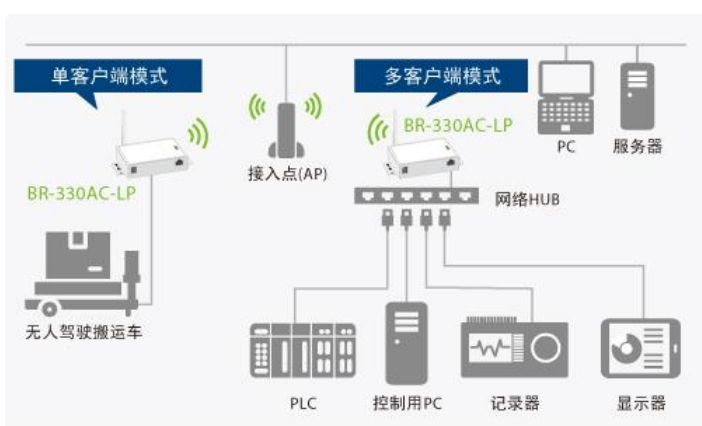 单客户端模式
多客户端模式
BR-330AC-LP
PC
服务器
接入点(AP)
BR-330AC-LP
网络HUB
无人驾驶搬运车
PLC
控制用PC
记录器
显示器